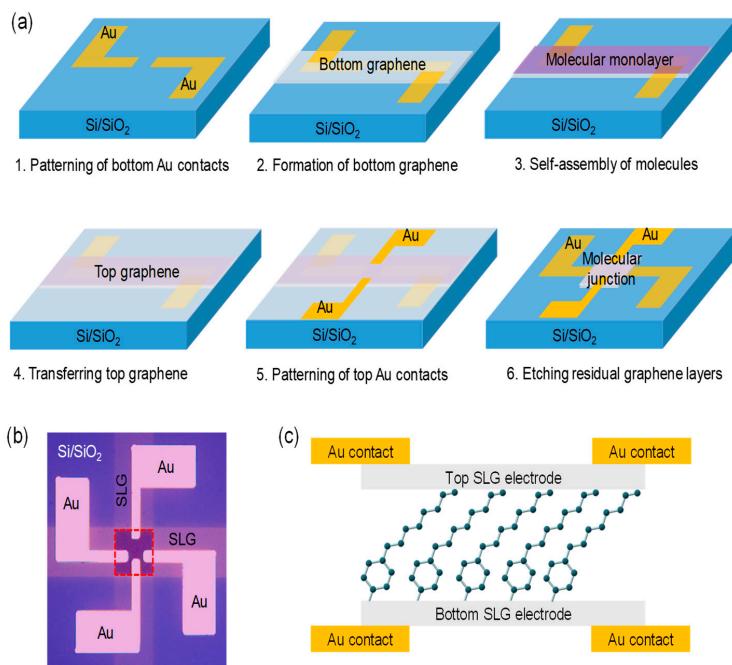 (a)
Au
Au
Si/SiO₂
1. Patterning of bottom Au contacts
Bottom graphene
Si/SiO₂
2. Formation of bottom graphene
Molecular monolayer
Si/SiO₂
3. Self-assembly of molecules
Top graphene
Si/SiO₂
4. Transferring top graphene
Au
Au
Si/SiO₂
5. Patterning of top Au contacts
Au
Au
Molecular
junction
Si/SiO₂
6. Etching residual graphene layers
(b)
Si/SiO₂
Au
SLG
Au
SLG
Au
Au
(c)
Au contact
Au contact
Top SLG electrode
Bottom SLG electrode
Au contact
Au contact